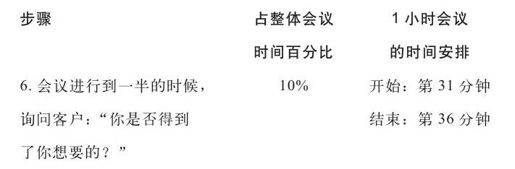 步骤 占整体会议 1 小时会议
时间百分比 的时间安排
6. 会议进行到一半的时候， 10% 开始：第 31 分钟
询问客户：“你是否得到 结束：第 36 分钟
了你想要的？”